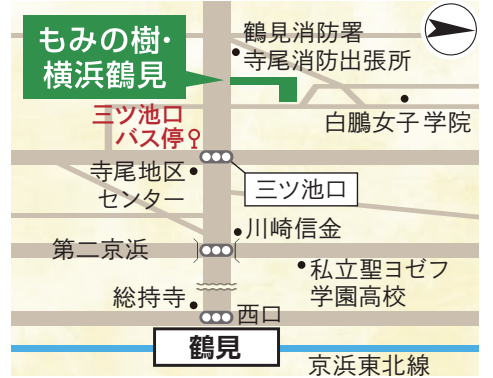 もみの樹・
横浜鶴見
鶴見消防署
寺尾消防出張所
白鵬女子学院
三ツ池口
バス停
寺尾地区
センター
三ツ池口
川崎信金
第二京浜
私立聖ヨゼフ
学園高校
総持寺
西口
鶴見
京浜東北線